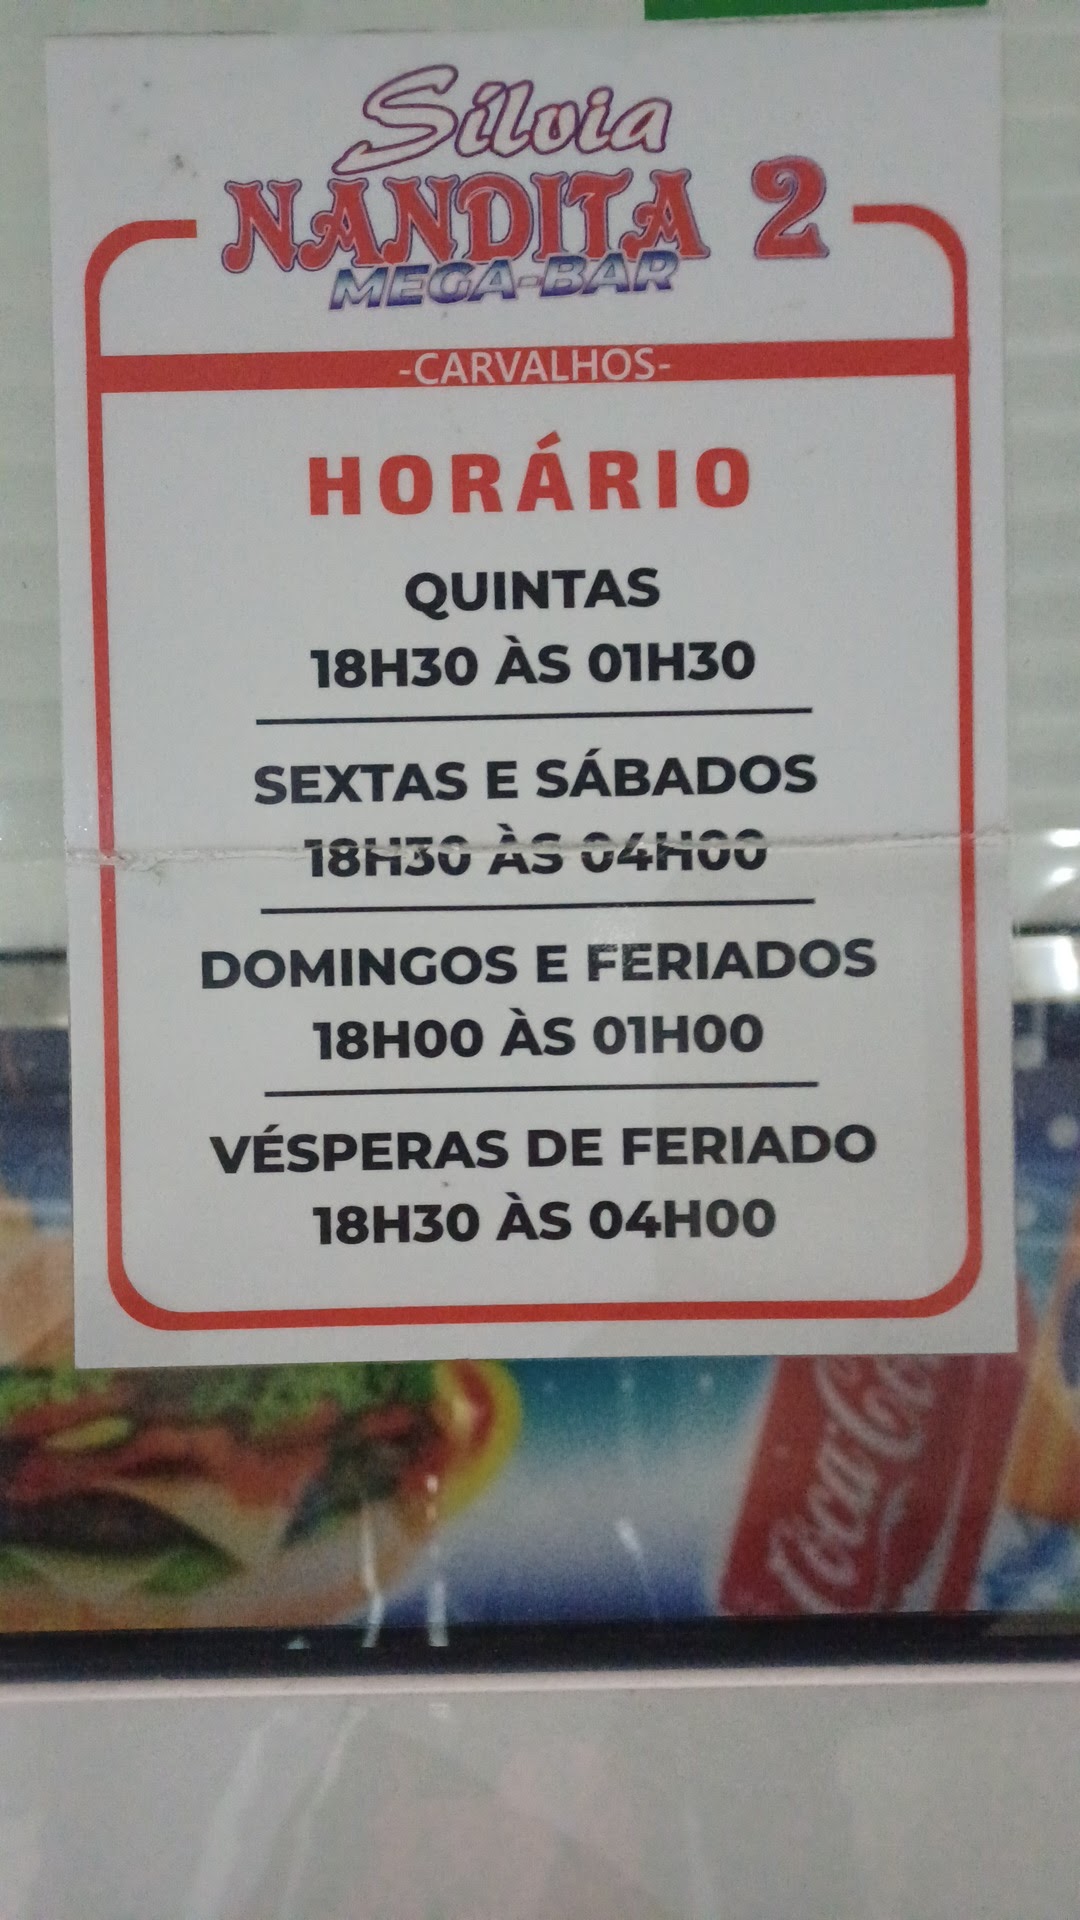 Silvia
NANDITA 2
MEGA-BAR
-CARVALHOS-
HORÁRIO
QUINTAS
18H30 ÀS 01H30
SEXTAS E SÁBADOS
18H30 ÀS 04H00
DOMINGOS E FERIADOS
18H00 ÀS 01H00
VÉSPERAS DE FERIADO
18H30 ÀS 04H00
Coca-Cola